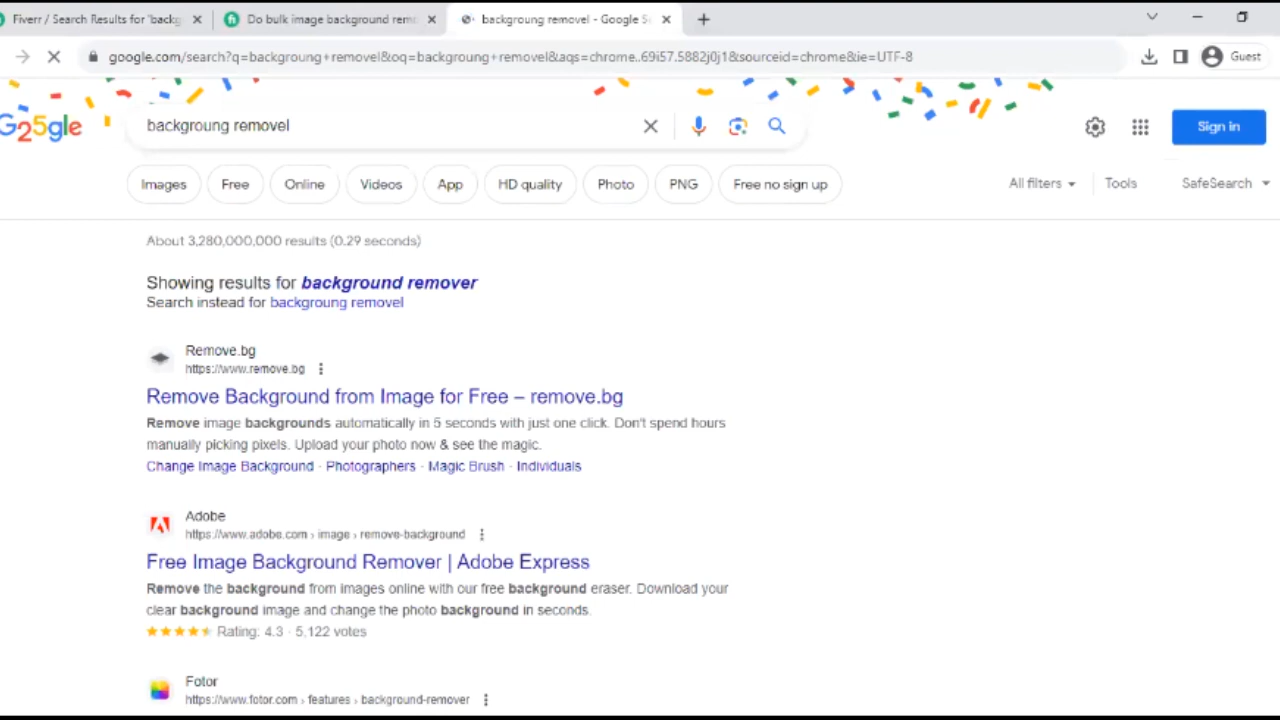 Fiverr / Search Results for 'backg
Do bulk image background rem
backgroung removel - Google S
google.com/search?q=backgroung+removel&oq=backgroung+removel&aqs=chrome..69i57.5882j0j1&sourceid=chrome&ie=UTF-8
Guest
G25gle
backgroung removel
Sign in
Images
Free
Online
Videos
App
HD quality
Photo
PNG
Free no sign up
All filters
Tools
SafeSearch
About 3,280,000,000 results (0.29 seconds)
Showing results for background remover
Search instead for backgroung removel
Remove.bg
https://www.remove.bg
Remove Background from Image for Free – remove.bg
Remove image backgrounds automatically in 5 seconds with just one click. Don't spend hours
manually picking pixels. Upload your photo now & see the magic.
Change Image Background · Photographers · Magic Brush · Individuals
Adobe
https://www.adobe.com › image › remove-background
Free Image Background Remover | Adobe Express
Remove the background from images online with our free background eraser. Download your
clear background image and change the photo background in seconds.
Rating: 4.3 · 5,122 votes
Fotor
https://www.fotor.com › features › background-remover